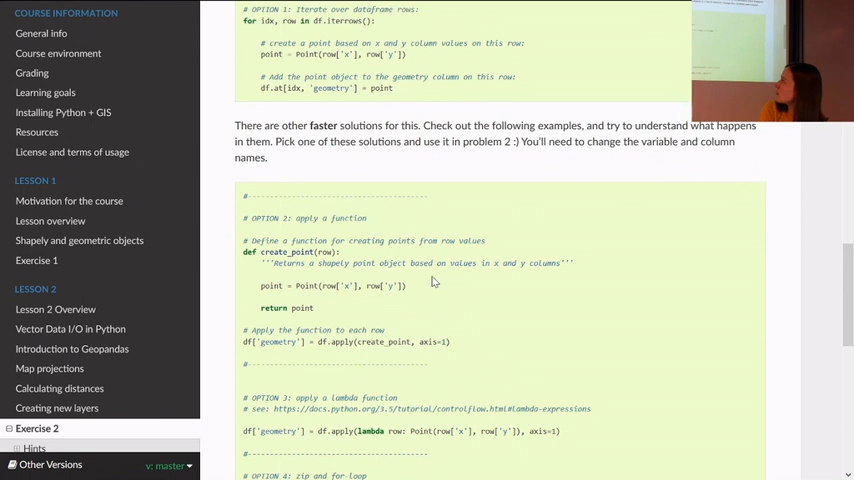 COURSE INFORMATION
General info
Course environment
Grading
Learning goals
Installing Python + GIS
Resources
License and terms of usage
LESSON 1
Motivation for the course
Lesson overview
Shapely and geometric objects
Exercise 1
LESSON 2
Lesson 2 Overview
Vector Data I/O in Python
Introduction to Geopandas
Map projections
Calculating distances
Creating new layers
Exercise 2
Hints
Other Versions
v: master
# OPTION 1: Iterate over dataframe rows:
for idx, row in df.iterrows():
# create a point based on x and y column values on this row:
point = Point(row['x'], row['y'])
# Add the point object to the geometry column on this row:
df.at[idx, 'geometry'] = point
There are other faster solutions for this. Check out the following examples, and try to understand what happens
in them. Pick one of these solutions and use it in problem 2 :) You'll need to change the variable and column
names.
#-----------------------------------------
# OPTION 2: apply a function
# Define a function for creating points from row values
def create_point(row):
'''Returns a shapely point object based on values in x and y columns'''
point = Point(row['x'], row['y'])
return point
# Apply the function to each row
df['geometry'] = df.apply(create_point, axis=1)
#-----------------------------------------
# OPTION 3: apply a lambda function
# see: https://docs.python.org/3.5/tutorial/controlflow.html#lambda-expressions
df['geometry'] = df.apply(lambda row: Point(row['x'], row['y']), axis=1)
#-----------------------------------------
# OPTION 4: zip and for-loop